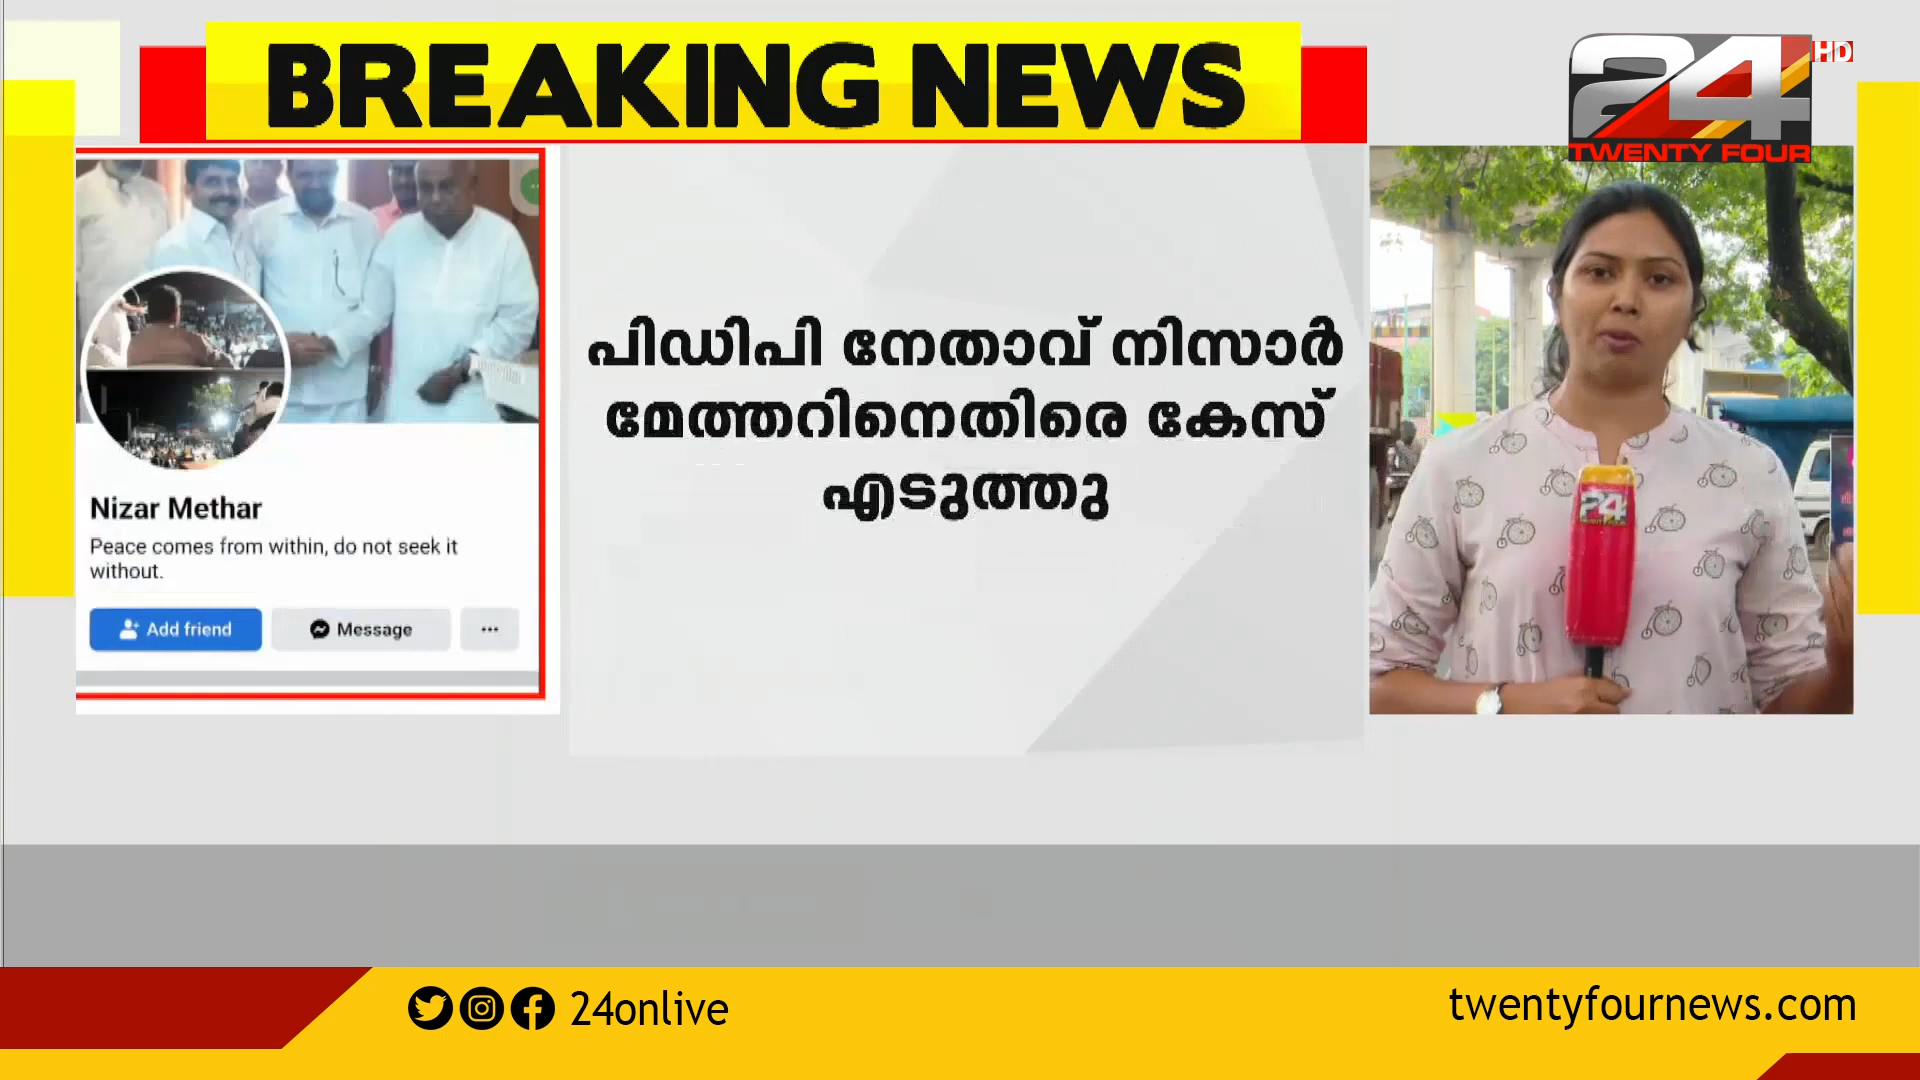 BREAKING NEWS
24 HD
TWENTY FOUR
പിഡിപി നേതാവ് നിസാർ
മേത്തറിനെതിരെ കേസ്
എടുത്തു
Nizar Methar
Peace comes from within, do not seek it
without.
Add friend
Message
24
24onlive
twentyfournews.com